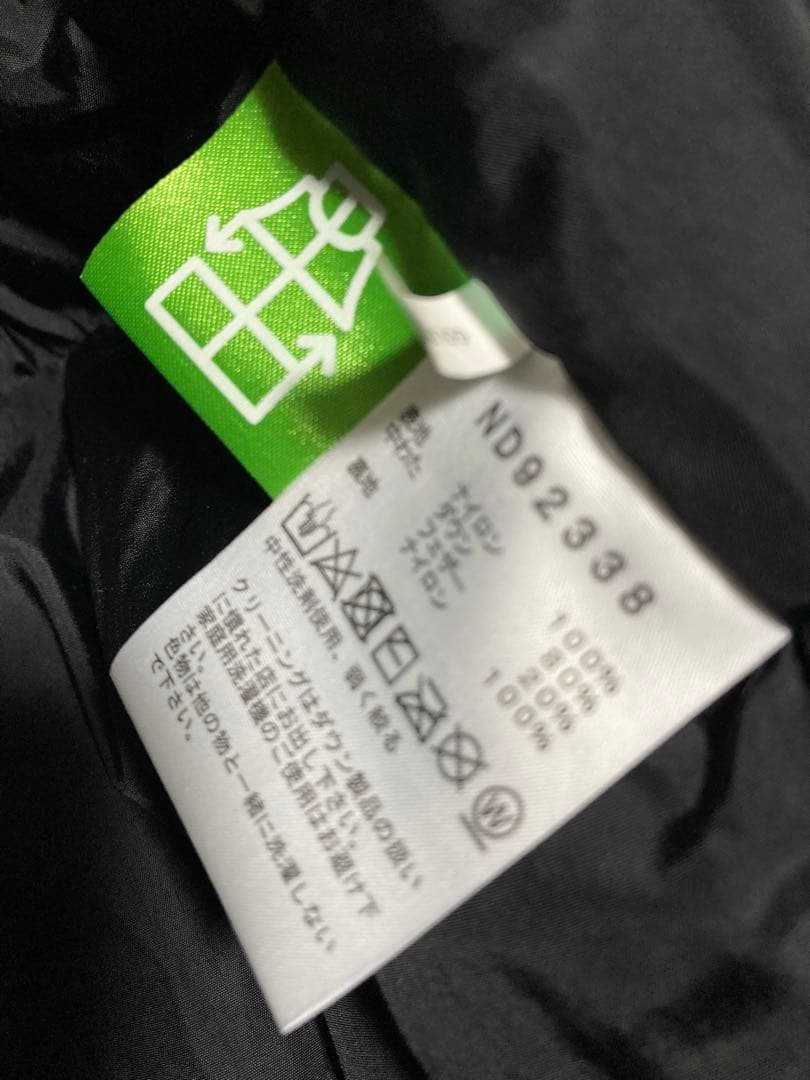 ND92338
表地 ナイロン 100%
中わた ダウン 80%
フェザー 20%
裏地 ナイロン 100%
W
中性洗剤使用、弱く絞る
クリーニングはダウン製品の扱い
に慣れた店にお出し下さい。
家庭用洗濯機のご使用はお避け下
さい。
色物は他の物と一緒に洗濯しない
で下さい。